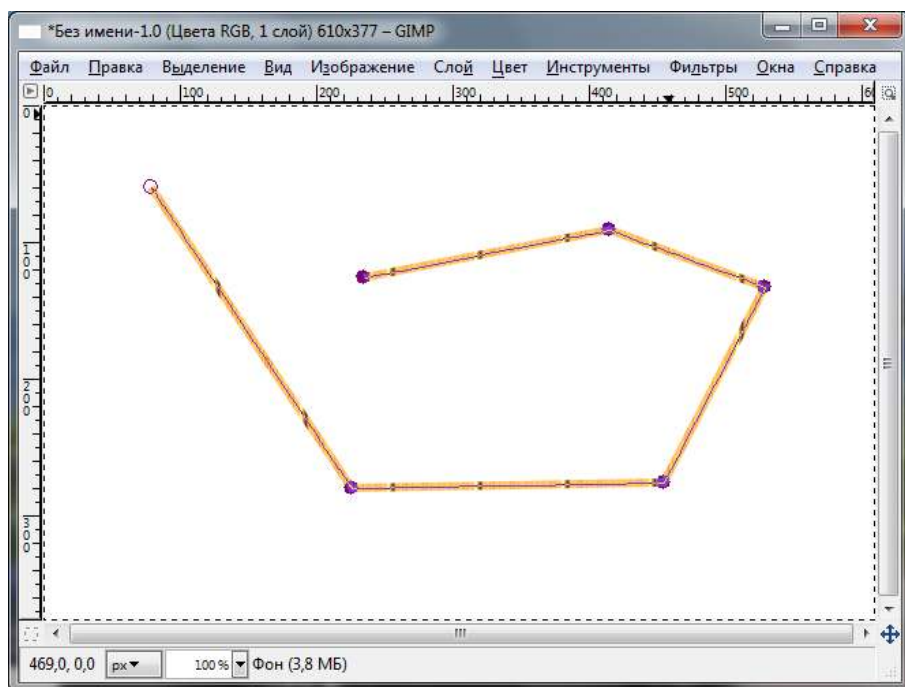 *Без имени-1.0 (Цвета RGB, 1 слой) 610x377 – GIMP
Файл Правка Выделение Вид Изображение Слой Цвет Инструменты Фильтры Окна Справка
0 100 200 300 400 500 6
0
100
200
300
469,0, 0,0 px 100 % Фон (3,8 МБ)